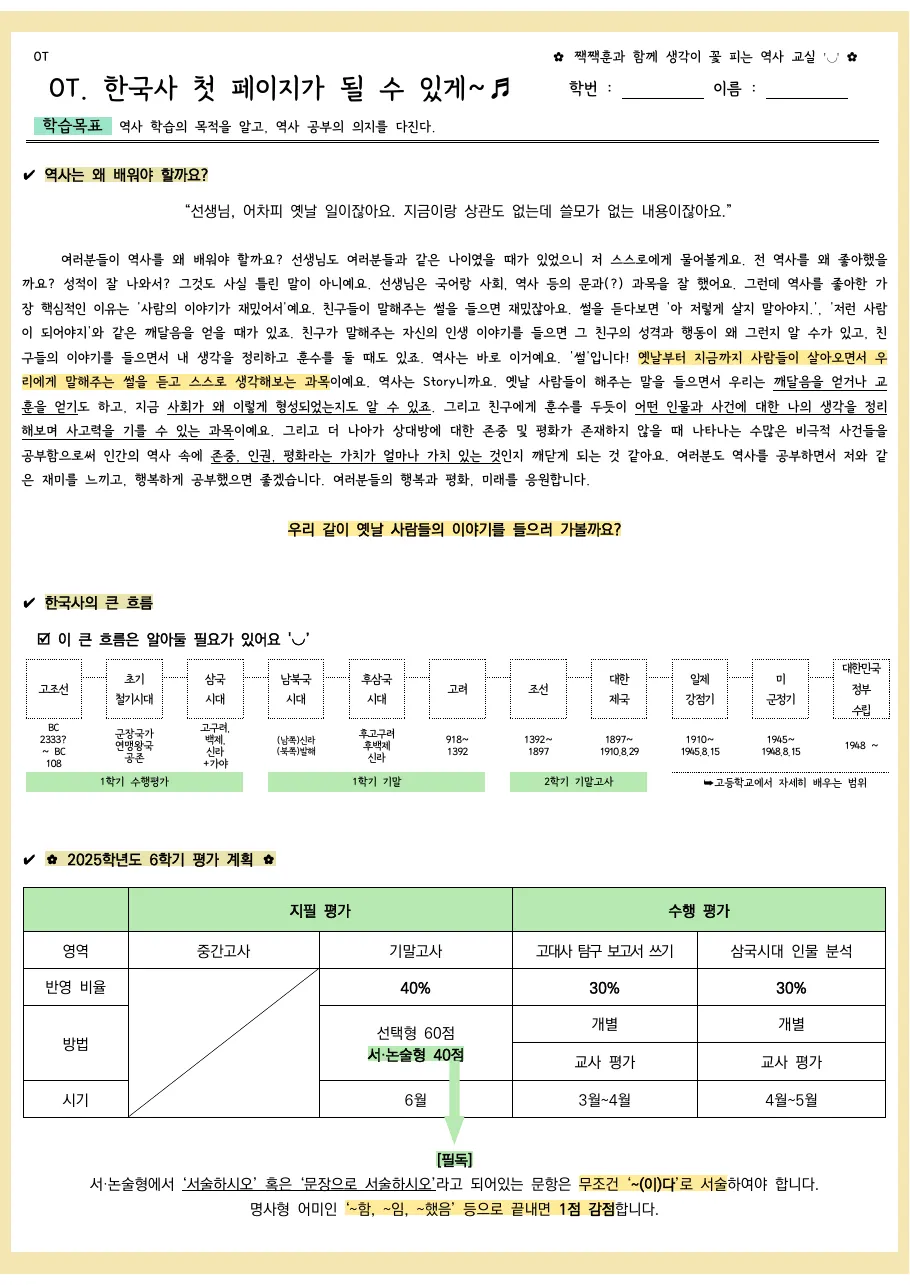 OT
✿ 짹짹훈과 함께 생각이 꽃 피는 역사 교실 '◡' ✿
OT. 한국사 첫 페이지가 될 수 있게~♬
학번 : ________ 이름 : ________
학습목표 역사 학습의 목적을 알고, 역사 공부의 의지를 다진다.
✔ 역사는 왜 배워야 할까요?
“선생님, 어차피 옛날 일이잖아요. 지금이랑 상관도 없는데 쓸모가 없는 내용이잖아요.”
여러분들이 역사를 왜 배워야 할까요? 선생님도 여러분들과 같은 나이였을 때가 있었으니 저 스스로에게 물어볼게요. 전 역사를 왜 좋아했을
까요? 성적이 잘 나와서? 그것도 사실 틀린 말이 아니예요. 선생님은 국어랑 사회, 역사 등의 문과(?) 과목을 잘 했어요. 그런데 역사를 좋아한 가
장 핵심적인 이유는 '사람의 이야기가 재밌어서'예요. 친구들이 말해주는 썰을 들으면 재밌잖아요. 썰을 듣다보면 '아 저렇게 살지 말아야지.', '저런 사람
이 되어야지'와 같은 깨달음을 얻을 때가 있죠. 친구가 말해주는 자신의 인생 이야기를 들으면 그 친구의 성격과 행동이 왜 그런지 알 수가 있고, 친
구들의 이야기를 들으면서 내 생각을 정리하고 훈수를 둘 때도 있죠. 역사는 바로 이거예요. '썰'입니다! 옛날부터 지금까지 사람들이 살아오면서 우
리에게 말해주는 썰을 듣고 스스로 생각해보는 과목이예요. 역사는 Story니까요. 옛날 사람들이 해주는 말을 들으면서 우리는 깨달음을 얻거나 교
훈을 얻기도 하고, 지금 사회가 왜 이렇게 형성되었는지도 알 수 있죠. 그리고 친구에게 훈수를 두듯이 어떤 인물과 사건에 대한 나의 생각을 정리
해보며 사고력을 기를 수 있는 과목이예요. 그리고 더 나아가 상대방에 대한 존중 및 평화가 존재하지 않을 때 나타나는 수많은 비극적 사건들을
공부함으로써 인간의 역사 속에 존중, 인권, 평화라는 가치가 얼마나 가치 있는 것인지 깨닫게 되는 것 같아요. 여러분도 역사를 공부하면서 저와 같
은 재미를 느끼고, 행복하게 공부했으면 좋겠습니다. 여러분들의 행복과 평화, 미래를 응원합니다.
우리 같이 옛날 사람들의 이야기를 들으러 가볼까요?
✔ 한국사의 큰 흐름
☑ 이 큰 흐름은 알아둘 필요가 있어요 '◡'
고조선
초기
철기시대
삼국
시대
남북국
시대
후삼국
시대
고려
조선
대한
제국
일제
강점기
미
군정기
대한민국
정부
수립
BC
2333?
~ BC
108
군장국가
연맹왕국
공존
고구려,
백제,
신라
+가야
(남쪽)신라
(북쪽)발해
후고구려
후백제
신라
918~
1392
1392~
1897
1897~
1910.8.29
1910~
1945.8.15
1945~
1948.8.15
1948 ~
1학기 수행평가
1학기 기말
2학기 기말고사
➥고등학교에서 자세히 배우는 범위
✔ ✿ 2025학년도 6학기 평가 계획 ✿
지필 평가
수행 평가
영역
중간고사
기말고사
고대사 탐구 보고서 쓰기
삼국시대 인물 분석
반영 비율
40%
30%
30%
방법
선택형 60점
서·논술형 40점
개별
개별
교사 평가
교사 평가
시기
6월
3월~4월
4월~5월
[필독]
서·논술형에서 ‘서술하시오’ 혹은 ‘문장으로 서술하시오’라고 되어있는 문항은 무조건 ‘~(이)다’로 서술하여야 합니다.
명사형 어미인 ‘~함, ~임, ~했음’ 등으로 끝내면 1점 감점합니다.